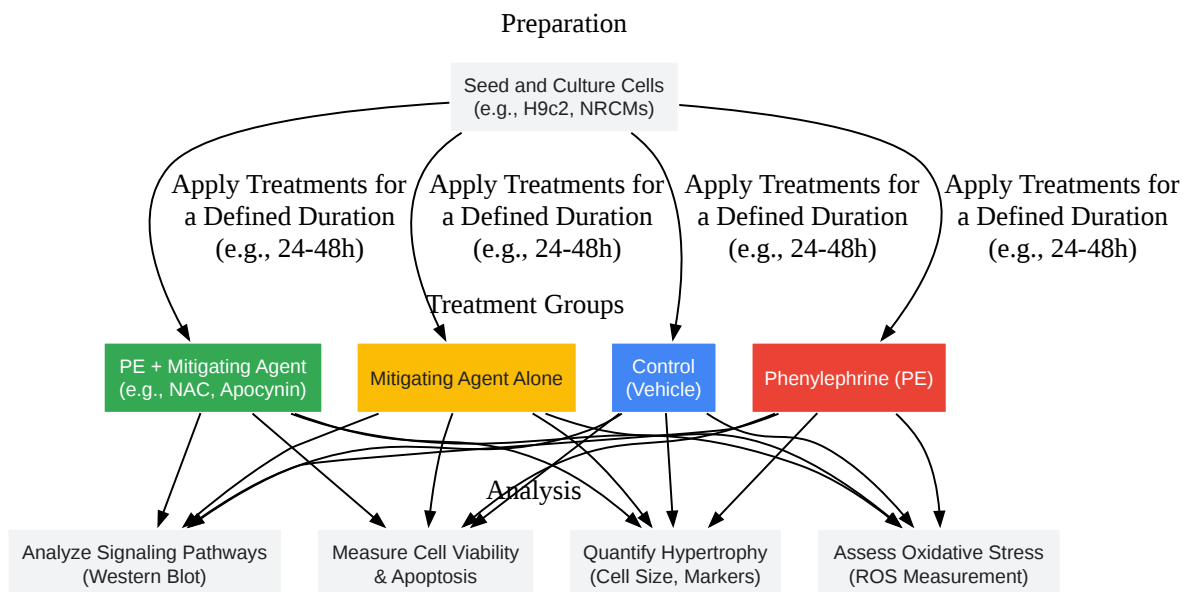 Preparation
Seed and Culture Cells
(e.g., H9c2, NRCMs)
Apply Treatments for
a Defined Duration
(e.g., 24-48h)
Apply Treatments for
a Defined Duration
(e.g., 24-48h)
Apply Treatments for
a Defined Duration
(e.g., 24-48h)
Apply Treatments for
a Defined Duration
(e.g., 24-48h)
Treatment Groups
PE + Mitigating Agent
(e.g., NAC, Apocynin)
Mitigating Agent Alone
Control
(Vehicle)
Phenylephrine (PE)
Analysis
Analyze Signaling Pathways
(Western Blot)
Measure Cell Viability
& Apoptosis
Quantify Hypertrophy
(Cell Size, Markers)
Assess Oxidative Stress
(ROS Measurement)